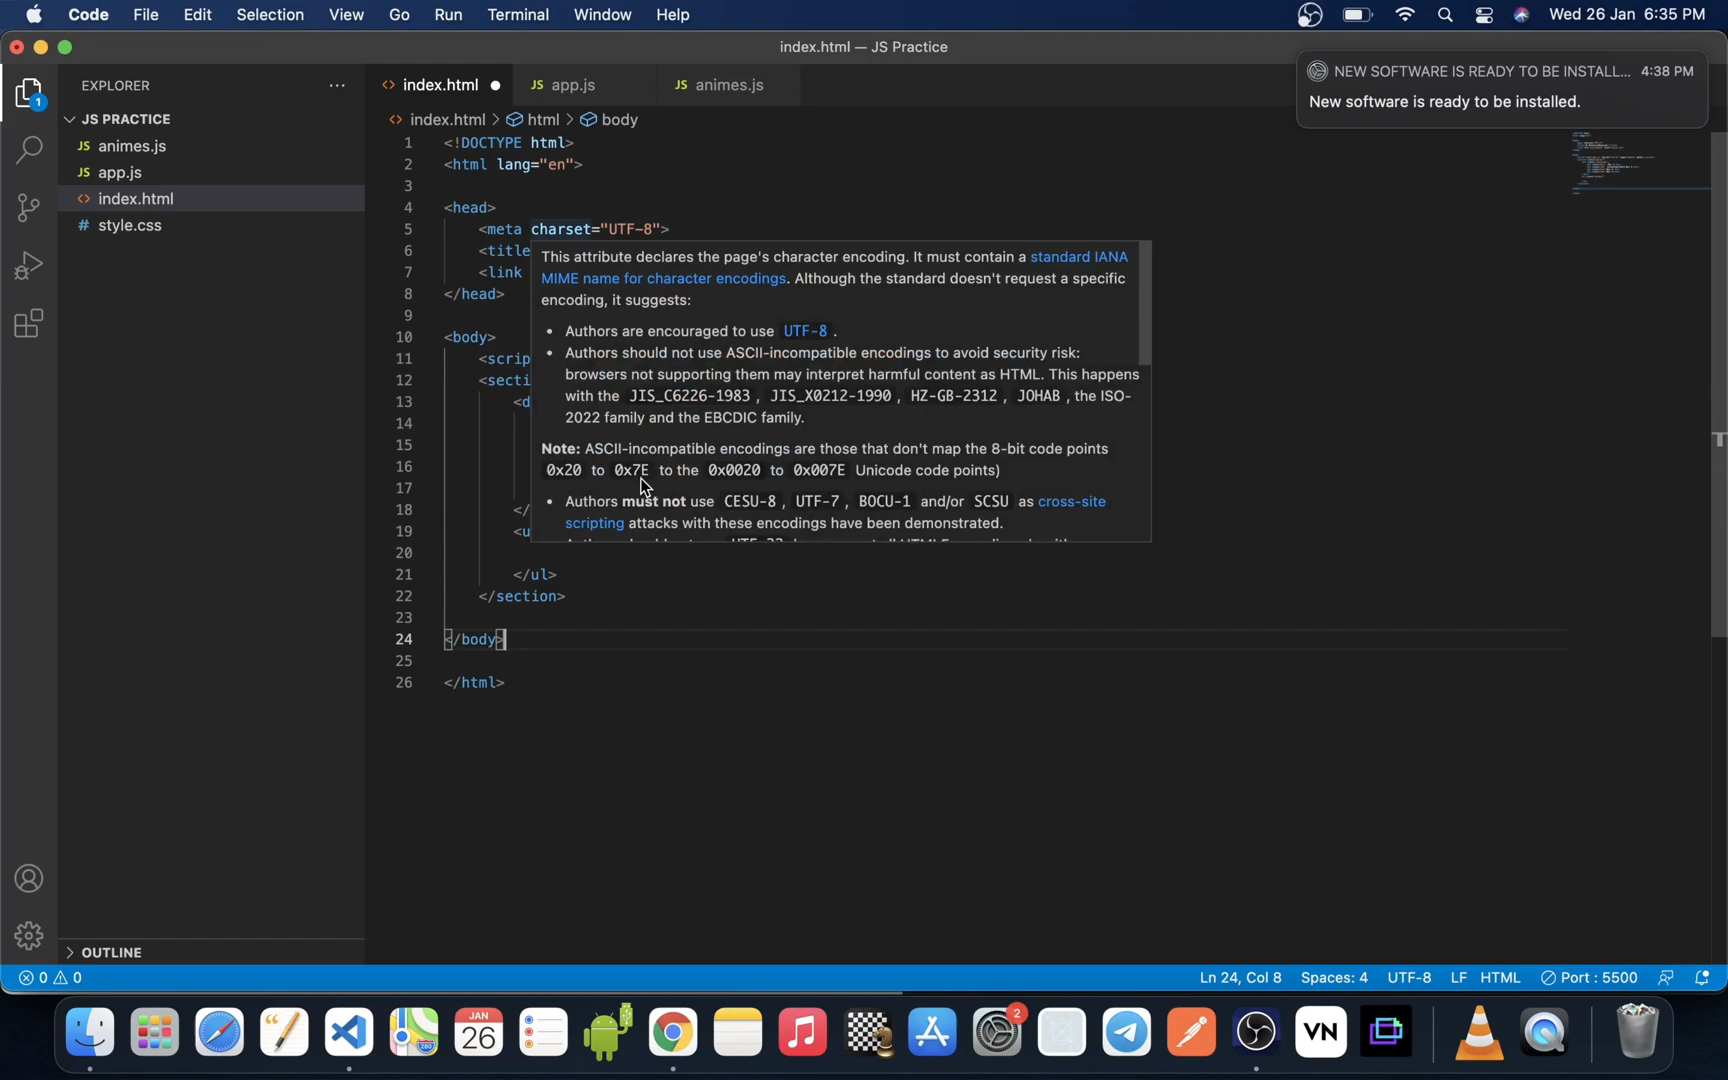 Code File Edit Selection View Go Run Terminal Window Help Wed 26 Jan 6:35 PM
index.html — JS Practice
NEW SOFTWARE IS READY TO BE INSTALL... 4:38 PM
New software is ready to be installed.
EXPLORER
JS PRACTICE
JS animes.js
JS app.js
<> index.html
# style.css
OUTLINE
1
<> index.html JS app.js JS animes.js
<> index.html > html > body
1 <!DOCTYPE html>
2 <html lang="en">
3
4 <head>
5 <meta charset="UTF-8">
6 <title
7 <link
8 </head>
9
10 <body>
11 <scrip
12 <secti
13 <d
14
15
16
17
18 </
19 <u
20
21 </ul>
22 </section>
23
24 </body>
25
26 </html>
This attribute declares the page's character encoding. It must contain a standard IANA
MIME name for character encodings. Although the standard doesn't request a specific
encoding, it suggests:
• Authors are encouraged to use UTF-8 .
• Authors should not use ASCII-incompatible encodings to avoid security risk:
browsers not supporting them may interpret harmful content as HTML. This happens
with the JIS_C6226-1983 , JIS_X0212-1990 , HZ-GB-2312 , JOHAB , the ISO-
2022 family and the EBCDIC family.
Note: ASCII-incompatible encodings are those that don't map the 8-bit code points
0x20 to 0x7E to the 0x0020 to 0x007E Unicode code points)
• Authors must not use CESU-8 , UTF-7 , BOCU-1 and/or SCSU as cross-site
scripting attacks with these encodings have been demonstrated.
0 0 Ln 24, Col 8 Spaces: 4 UTF-8 LF HTML Port : 5500
JAN
26
280
2
VN